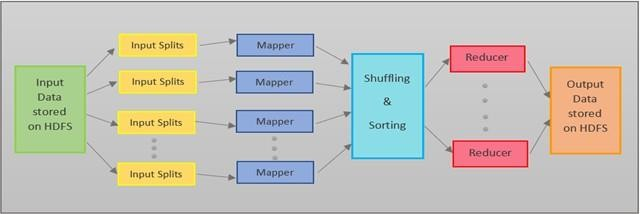 Input
Data
stored
on HDFS
Input Splits
Input Splits
Input Splits
Input Splits
Mapper
Mapper
Mapper
Mapper
Shuffling
&
Sorting
Reducer
Reducer
Output
Data
stored
on HDFS